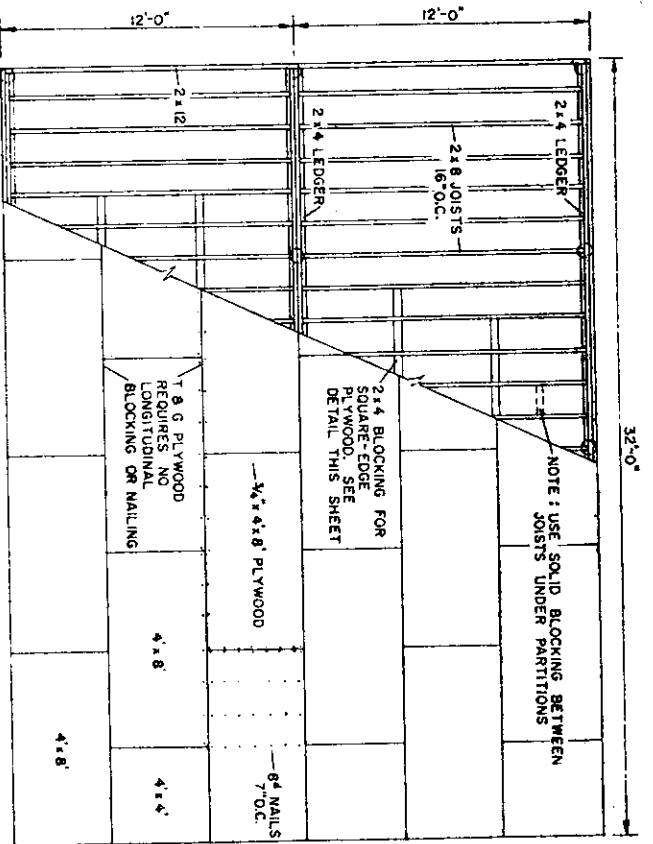 12'-0"
12'-0"
32'-0"
2 x 12
2 x 4 LEDGER
2 x 8 JOISTS
16" O.C.
2 x 4 LEDGER
NOTE : USE SOLID BLOCKING BETWEEN
JOISTS UNDER PARTITIONS
2 x 4 BLOCKING FOR
SQUARE-EDGE
PLYWOOD. SEE
DETAIL THIS SHEET
T & G PLYWOOD
REQUIRES NO
LONGITUDINAL
BLOCKING OR NAILING
3/4" x 4' x 8' PLYWOOD
8d NAILS
7" O.C.
4' x 8'
4' x 4'
4' x 8'